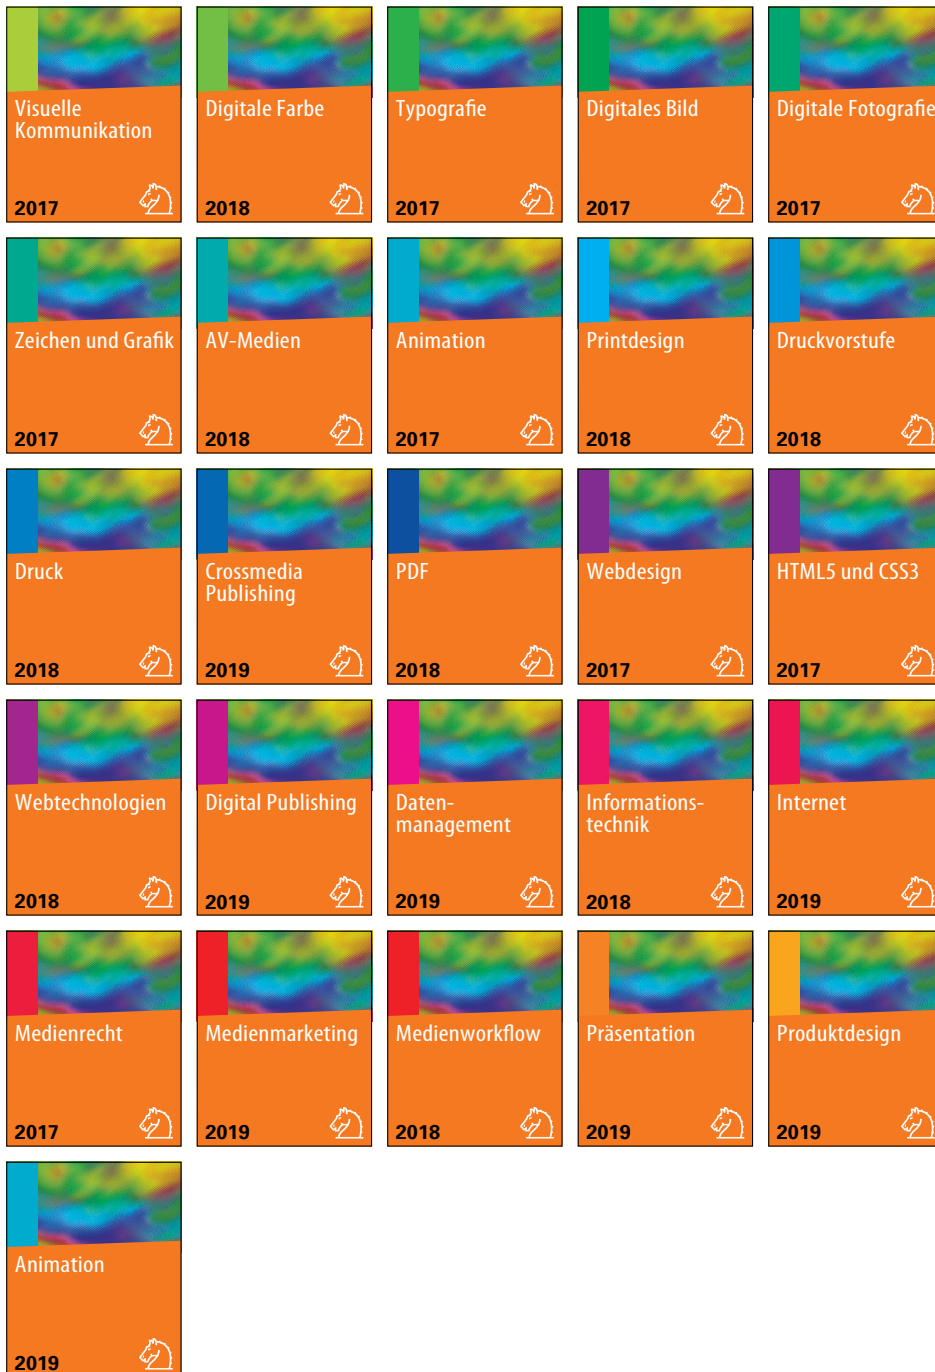 Visuelle
Kommunikation
2017
Digitale Farbe
2018
Typografie
2017
Digitales Bild
2017
Digitale Fotografie
2017
Zeichen und Grafik
2017
AV-Medien
2018
Animation
2017
Printdesign
2018
Druckvorstufe
2018
Druck
2018
Crossmedia
Publishing
2019
PDF
2018
Webdesign
2017
HTML5 und CSS3
2017
Webtechnologien
2018
Digital Publishing
2019
Daten-
management
2019
Informations-
technik
2018
Internet
2019
Medienrecht
2017
Medienmarketing
2019
Medienworkflow
2018
Präsentation
2019
Produktdesign
2019
Animation
2019